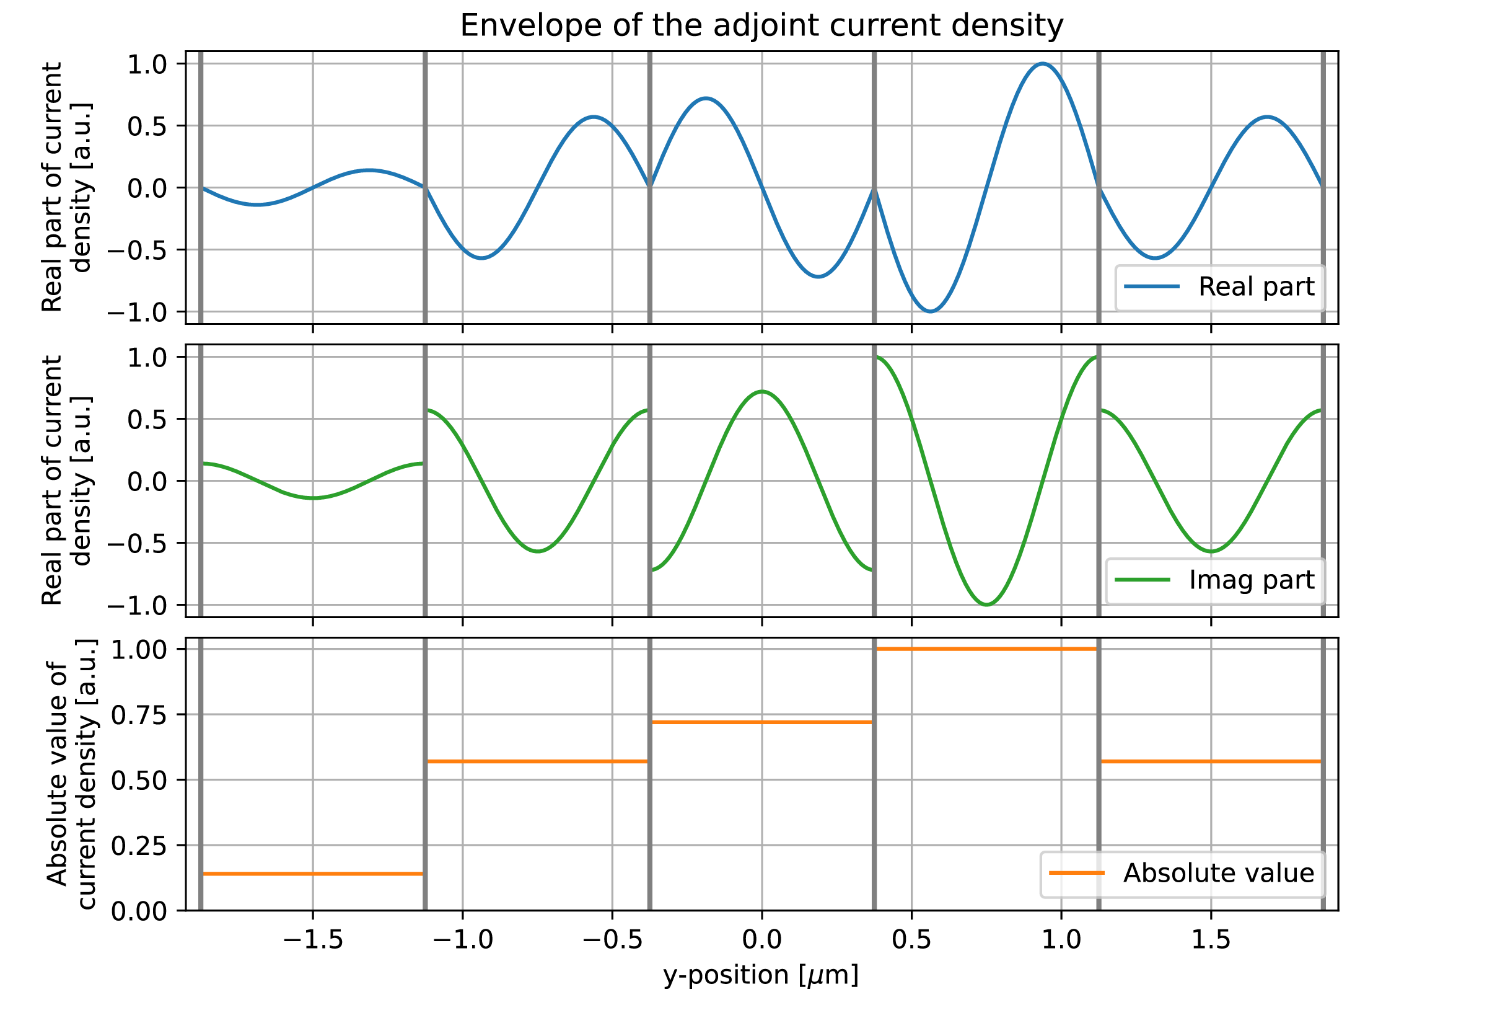 Envelope of the adjoint current density
Real part of current
density [a.u.]
1.0
0.5
0.0
−0.5
−1.0
Real part
Real part of current
density [a.u.]
1.0
0.5
0.0
−0.5
−1.0
Imag part
Absolute value of
current density [a.u.]
1.00
0.75
0.50
0.25
0.00
Absolute value
−1.5 −1.0 −0.5 0.0 0.5 1.0 1.5
y-position [μm]